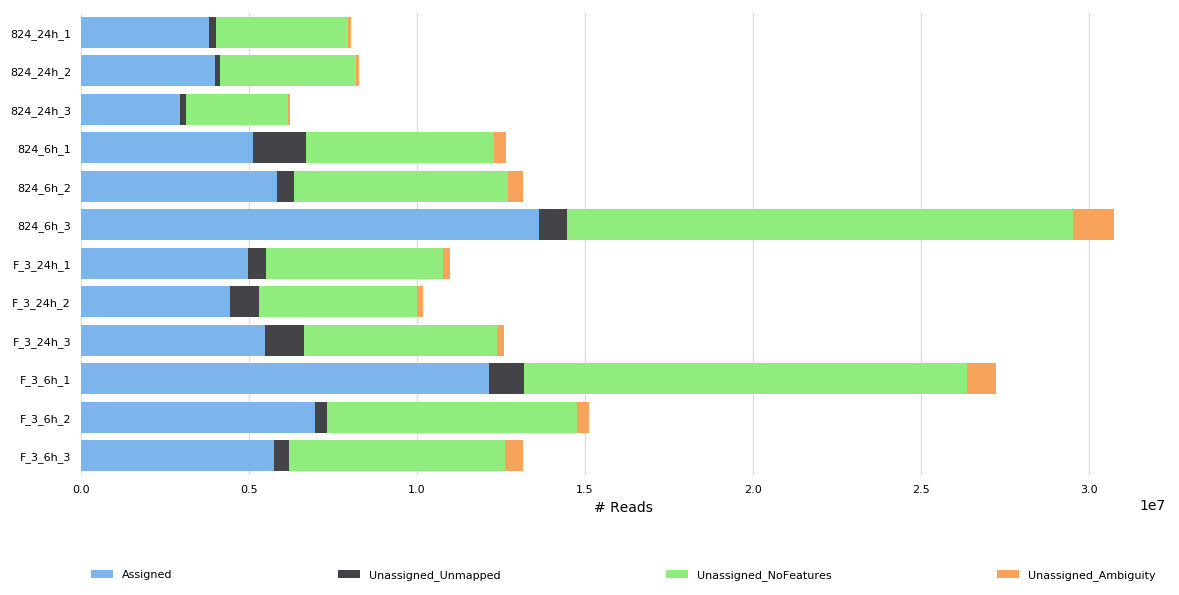 824_24h_1
824_24h_2
824_24h_3
824_6h_1
824_6h_2
824_6h_3
F_3_24h_1
F_3_24h_2
F_3_24h_3
F_3_6h_1
F_3_6h_2
F_3_6h_3
0.0 0.5 1.0 1.5 2.0 2.5 3.0
# Reads
1e7
Assigned Unassigned_Unmapped Unassigned_NoFeatures Unassigned_Ambiguity